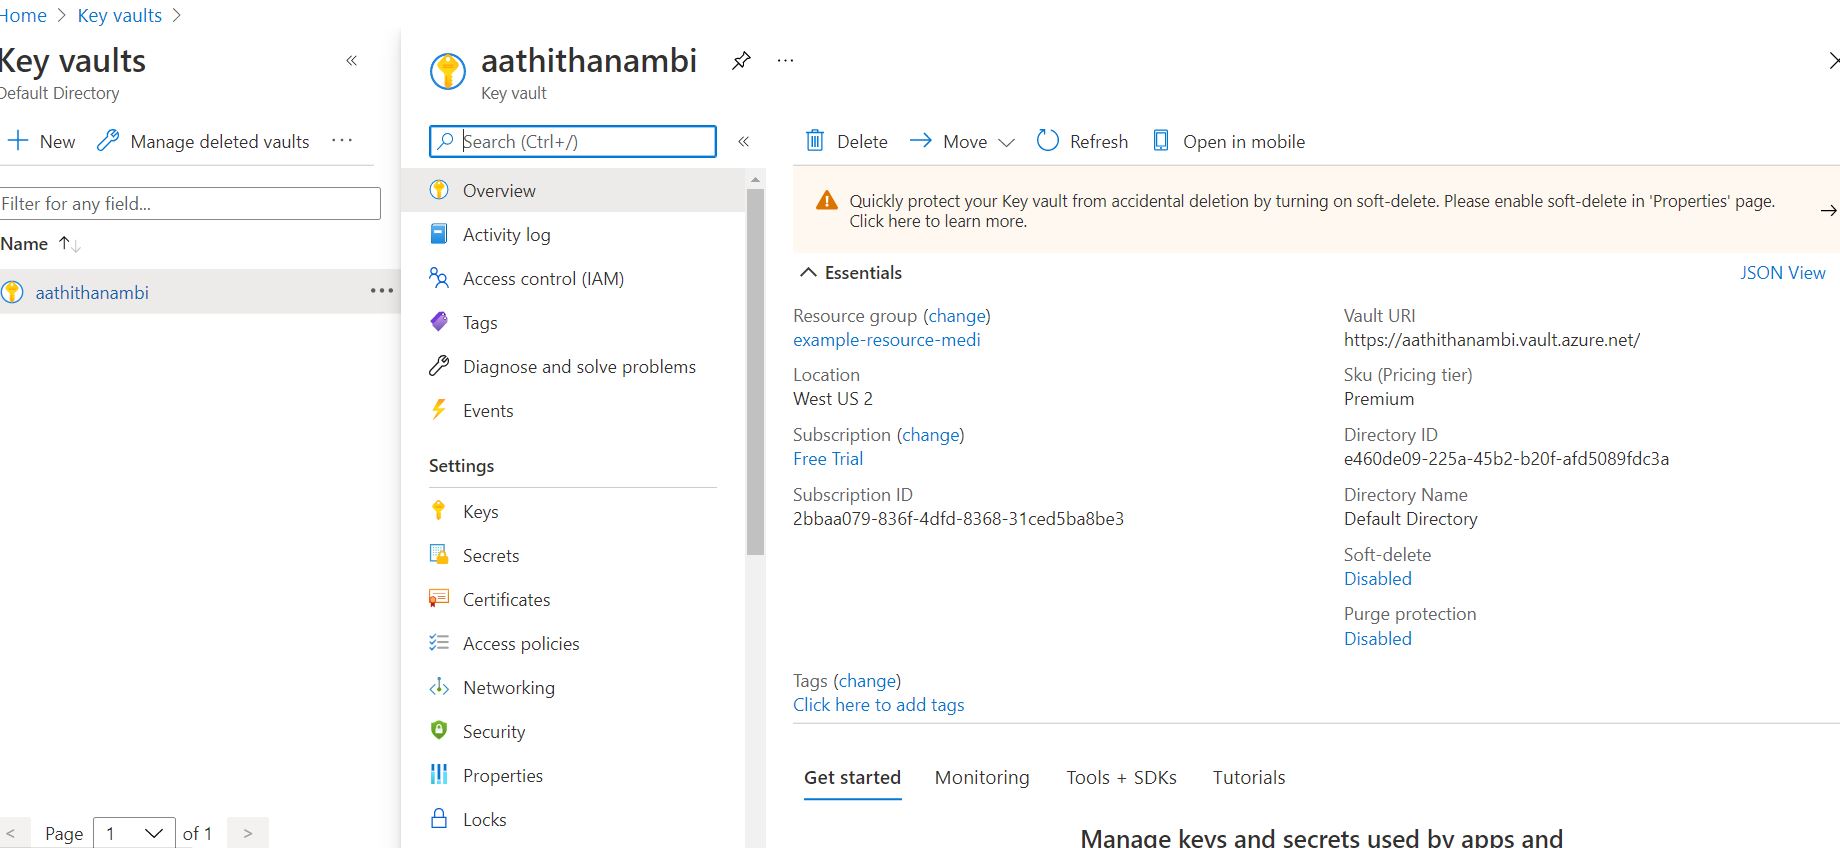 Home > Key vaults >
Key vaults «
Default Directory
+ New Manage deleted vaults ...
Filter for any field...
Name ↑↓
aathithanambi ...
< Page 1 of 1 >
aathithanambi ...
Key vault
Search (Ctrl+/) «
Overview
Activity log
Access control (IAM)
Tags
Diagnose and solve problems
Events
Settings
Keys
Secrets
Certificates
Access policies
Networking
Security
Properties
Locks
Delete Move Refresh Open in mobile
Quickly protect your Key vault from accidental deletion by turning on soft-delete. Please enable soft-delete in 'Properties' page.
Click here to learn more.
Essentials JSON View
Resource group (change)
example-resource-medi
Location
West US 2
Subscription (change)
Free Trial
Subscription ID
2bbaa079-836f-4dfd-8368-31ced5ba8be3
Vault URI
https://aathithanambi.vault.azure.net/
Sku (Pricing tier)
Premium
Directory ID
e460de09-225a-45b2-b20f-afd5089fdc3a
Directory Name
Default Directory
Soft-delete
Disabled
Purge protection
Disabled
Tags (change)
Click here to add tags
Get started Monitoring Tools + SDKs Tutorials
Manage keys and secrets used by apps and